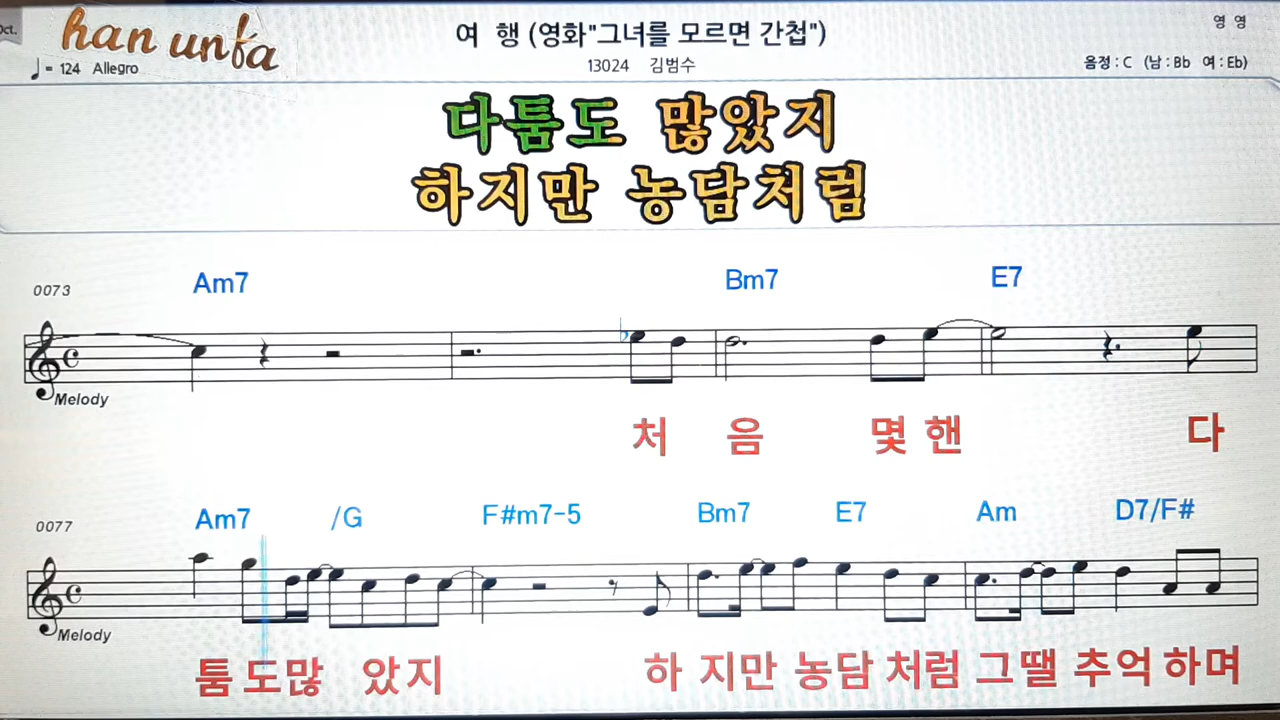 Oct.
han unfa
여 행 (영화"그녀를 모르면 간첩")
영 영
♩= 124 Allegro
13024 김범수
음정 : C (남 : Bb 여 : Eb)
다툼도 많았지
하지만 농담처럼
0073 Am7 Bm7 E7
Melody
처 음 몇 핸 다
0077 Am7 /G F#m7-5 Bm7 E7 Am D7/F#
Melody
툼 도많 았지 하 지만 농담 처럼 그땔 추억 하며